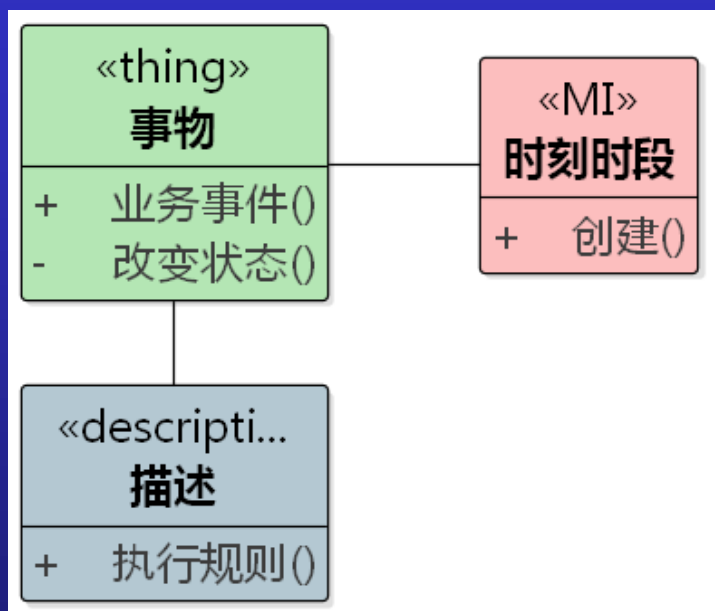 «thing»
事物
+ 业务事件()
- 改变状态()
«MI»
时刻时段
+ 创建()
«descripti...
描述
+ 执行规则()